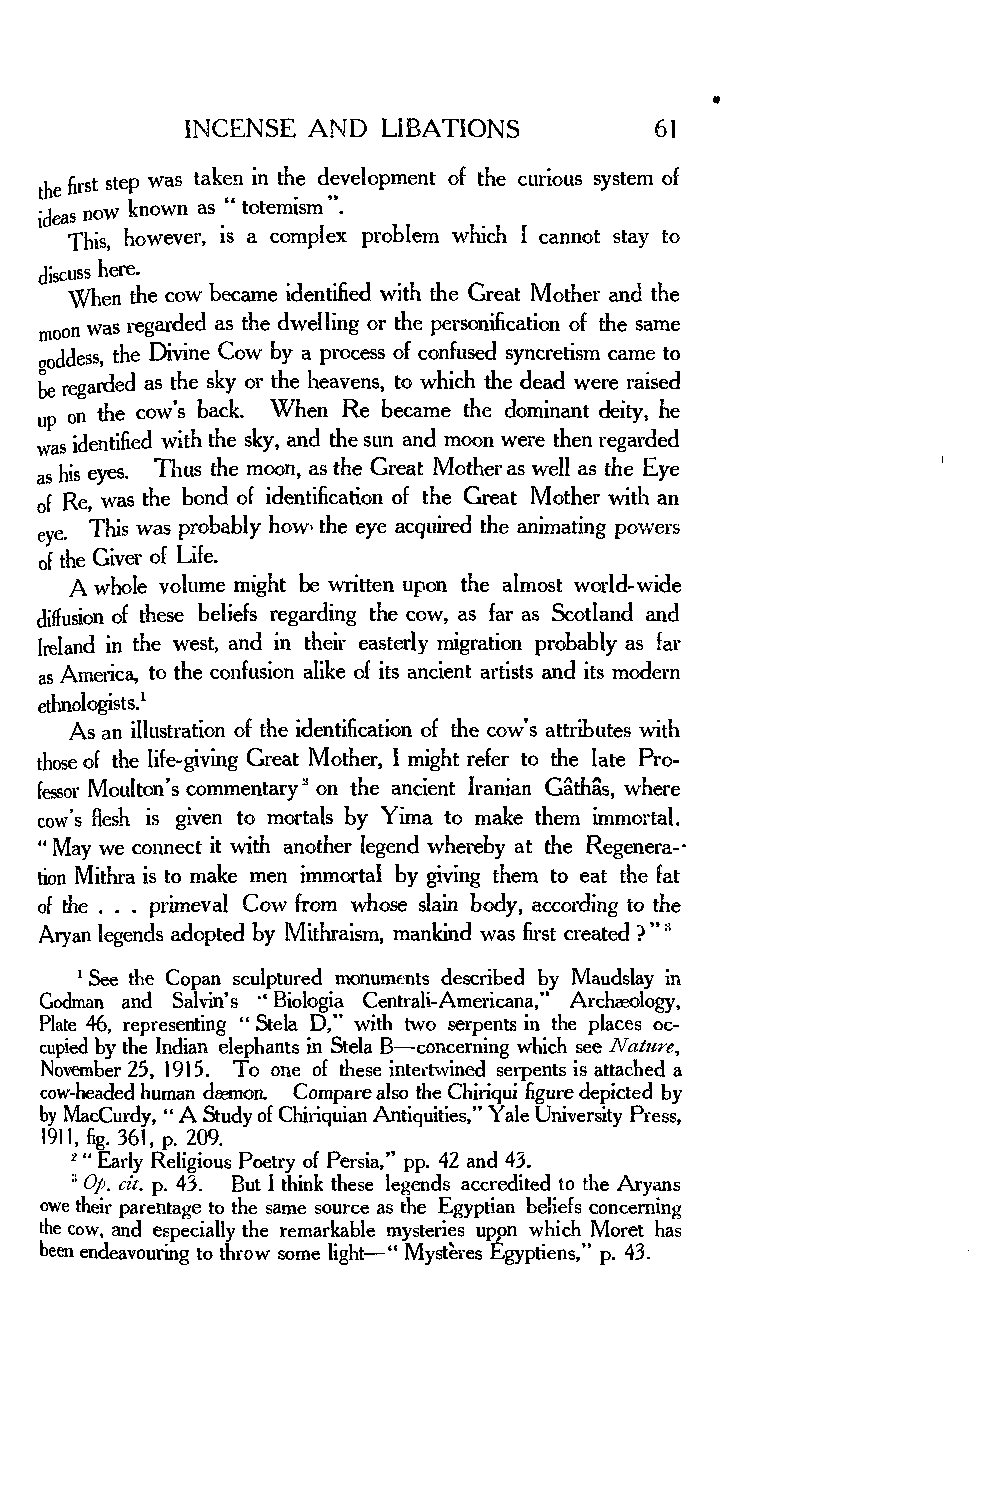 INCENSE AND LIBATIONS 61
the first step was taken in the development of the curious system of
ideas now known as “ totemism ”.
This, however, is a complex problem which I cannot stay to
discuss here.
When the cow became identified with the Great Mother and the
moon was regarded as the dwelling or the personification of the same
goddess, the Divine Cow by a process of confused syncretism came to
be regarded as the sky or the heavens, to which the dead were raised
up on the cow's back. When Re became the dominant deity, he
was identified with the sky, and the sun and moon were then regarded
as his eyes. Thus the moon, as the Great Mother as well as the Eye
of Re, was the bond of identification of the Great Mother with an
eye. This was probably how the eye acquired the animating powers
of the Giver of Life.
A whole volume might be written upon the almost world-wide
diffusion of these beliefs regarding the cow, as far as Scotland and
Ireland in the west, and in their easterly migration probably as far
as America, to the confusion alike of its ancient artists and its modern
ethnologists.¹
As an illustration of the identification of the cow's attributes with
those of the life-giving Great Mother, I might refer to the late Pro-
fessor Moulton's commentary ² on the ancient Iranian Gâthâs, where
cow's flesh is given to mortals by Yima to make them immortal.
“ May we connect it with another legend whereby at the Regenera-
tion Mithra is to make men immortal by giving them to eat the fat
of the . . . primeval Cow from whose slain body, according to the
Aryan legends adopted by Mithraism, mankind was first created ? ” ³
¹ See the Copan sculptured monuments described by Maudslay in
Godman and Salvin's “ Biologia Centrali-Americana,” Archæology,
Plate 46, representing “ Stela D,” with two serpents in the places oc-
cupied by the Indian elephants in Stela B—concerning which see Nature,
November 25, 1915. To one of these intertwined serpents is attached a
cow-headed human dæmon. Compare also the Chiriqui figure depicted by
by MacCurdy, “ A Study of Chiriquian Antiquities,” Yale University Press,
1911, fig. 361, p. 209.
² “ Early Religious Poetry of Persia,” pp. 42 and 43.
³ Op. cit. p. 43. But I think these legends accredited to the Aryans
owe their parentage to the same source as the Egyptian beliefs concerning
the cow, and especially the remarkable mysteries upon which Moret has
been endeavouring to throw some light—“ Mystères Égyptiens,” p. 43.